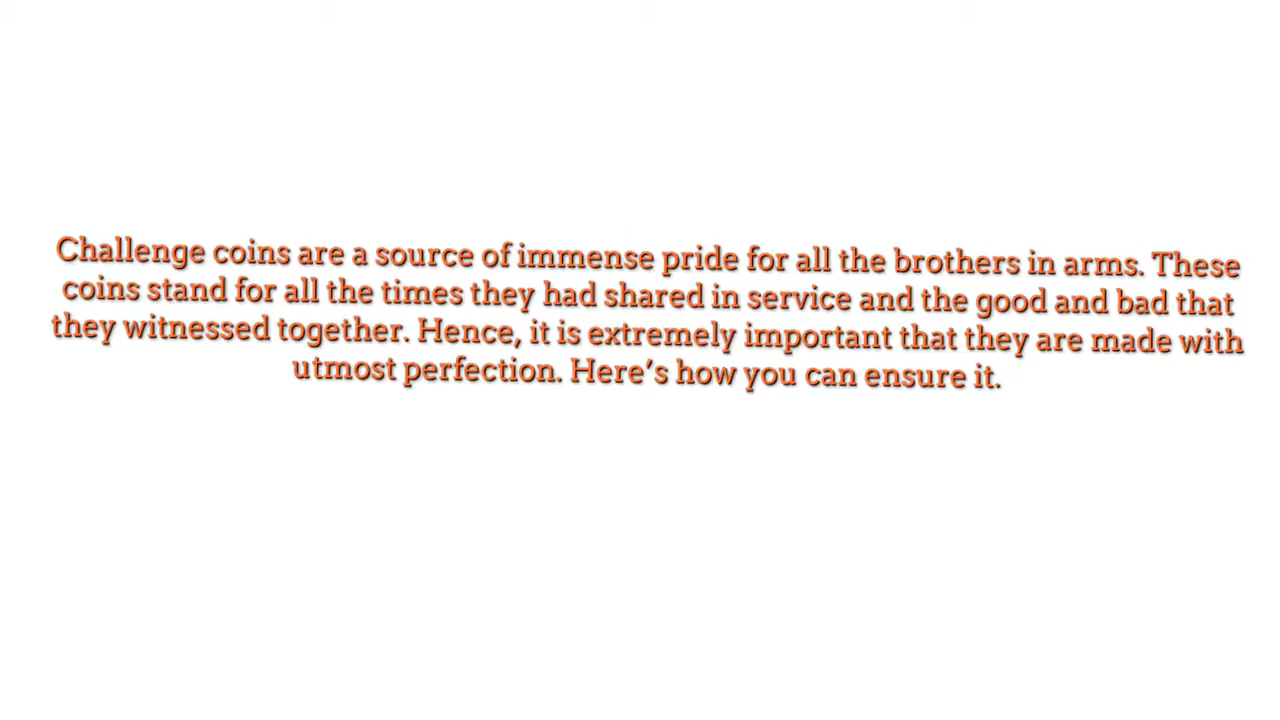 Challenge coins are a source of immense pride for all the brothers in arms. These
coins stand for all the times they had shared in service and the good and bad that
they witnessed together. Hence, it is extremely important that they are made with
utmost perfection. Here’s how you can ensure it.